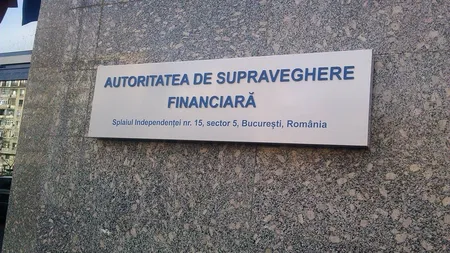 AUTORITATEA DE SUPRAVEGHERE
FINANCIARĂ
Splaiul Independenței nr. 15, sector 5, București, România